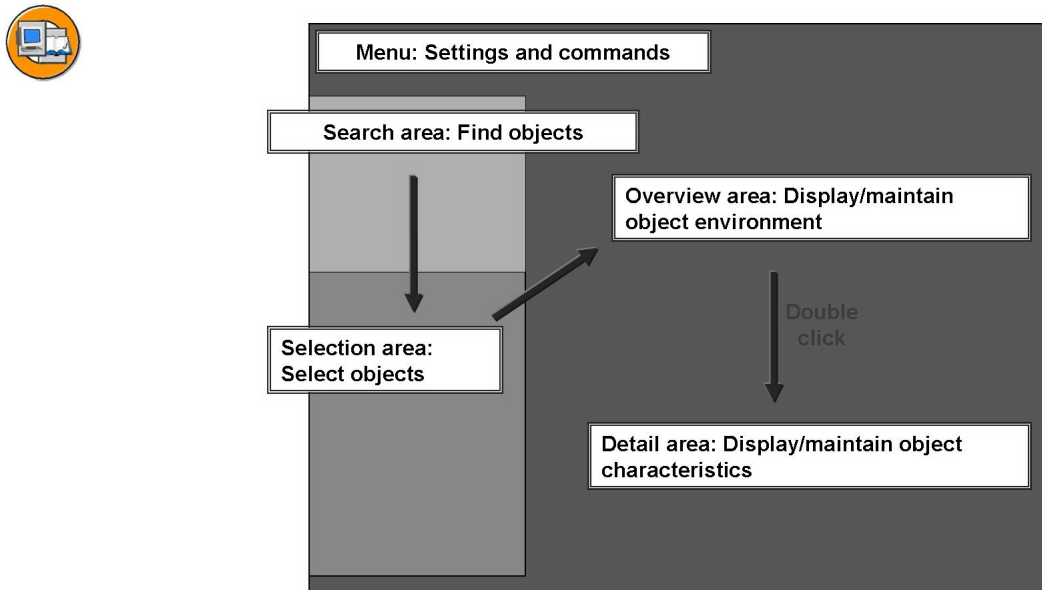 Menu: Settings and commands
Search area: Find objects
Overview area: Display/maintain
object environment
Double
click
Selection area:
Select objects
Detail area: Display/maintain object
characteristics